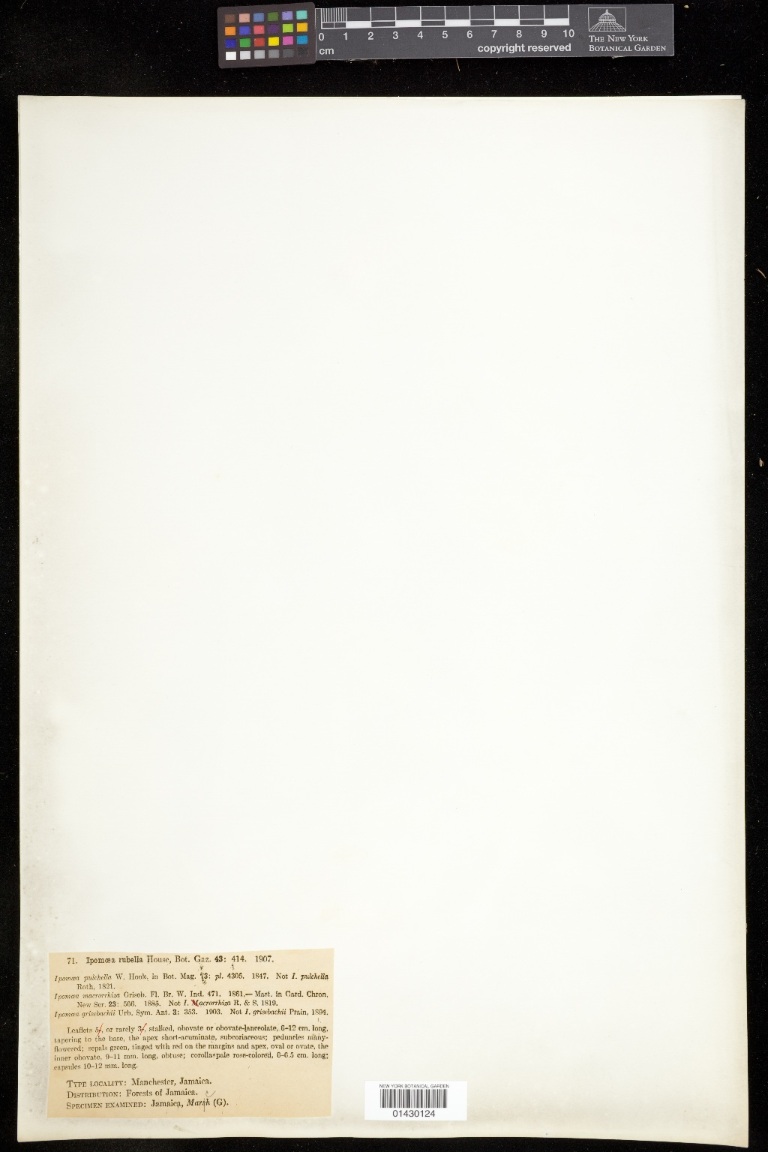 0 1 2 3 4 5 6 7 8 9 10
cm
copyright reserved
THE NEW YORK
BOTANICAL GARDEN
71. Ipomœa rubella House, Bot. Gaz. 43: 414. 1907.
Ipomœa pulchella W. Hook. in Bot. Mag. 73: pl. 4305. 1847. Not I. pulchella
Roth, 1821.
Ipomœa macrorrhiza Griseb. Fl. Br. W. Ind. 471. 1861.— Mast. in Gard. Chron.
New Ser. 23: 566. 1885. Not I. Macrorrhiza R. & S. 1819.
Ipomœa grisebachii Urb. Sym. Ant. 3: 353. 1903. Not I. grisebachii Prain, 1894.
Leaflets 5, or rarely 3, stalked, obovate or obovate-lanceolate, 6-12 cm. long,
tapering to the base, the apex short-acuminate, subcoriaceous; peduncles many-
flowered; sepals green, tinged with red on the margins and apex, oval or ovate, the
inner obovate, 9-11 mm. long, obtuse; corollas pale rose-colored, 6-6.5 cm. long;
capsules 10-12 mm. long.
TYPE LOCALITY: Manchester, Jamaica.
DISTRIBUTION: Forests of Jamaica.
SPECIMEN EXAMINED: Jamaica, Marsh (G).
NEW YORK BOTANICAL GARDEN
01430124